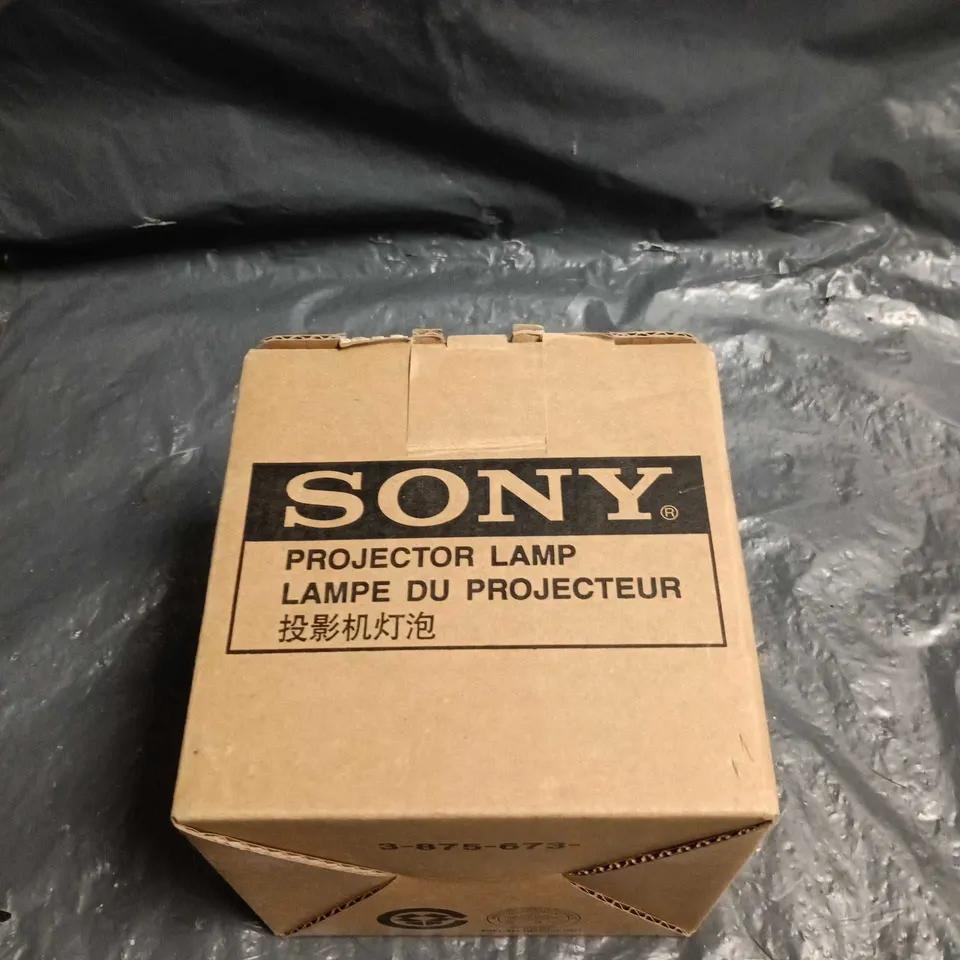 SONY®
PROJECTOR LAMP
LAMPE DU PROJECTEUR
投影机灯泡
3-875-673-